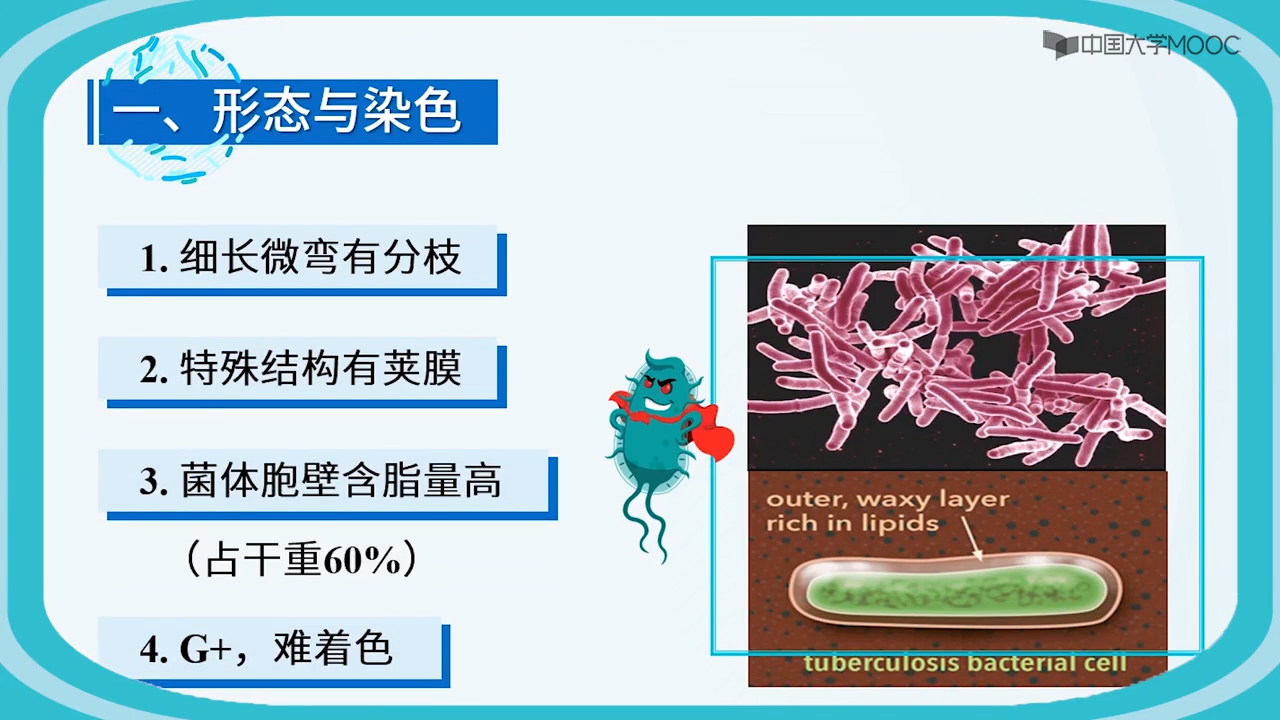 中国大学MOOC
一、形态与染色
1. 细长微弯有分枝
2. 特殊结构有荚膜
3. 菌体胞壁含脂量高
（占干重60%）
4. G+，难着色
outer, waxy layer
rich in lipids
tuberculosis bacterial cell